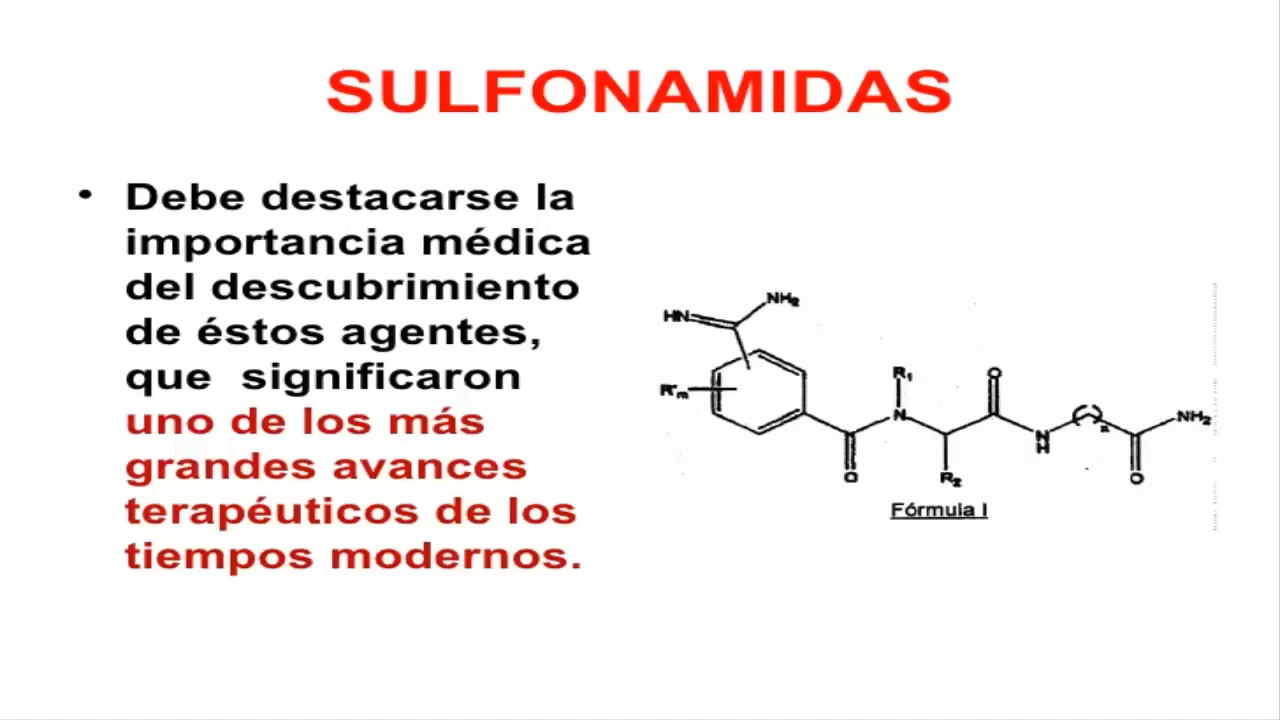 SULFONAMIDAS
• Debe destacarse la
importancia médica
del descubrimiento
de éstos agentes,
que significaron
uno de los más
grandes avances
terapéuticos de los
tiempos modernos.
NH2
HN
R1
O
R''m
N
NH2
N
H
O
R2
O
Fórmula I